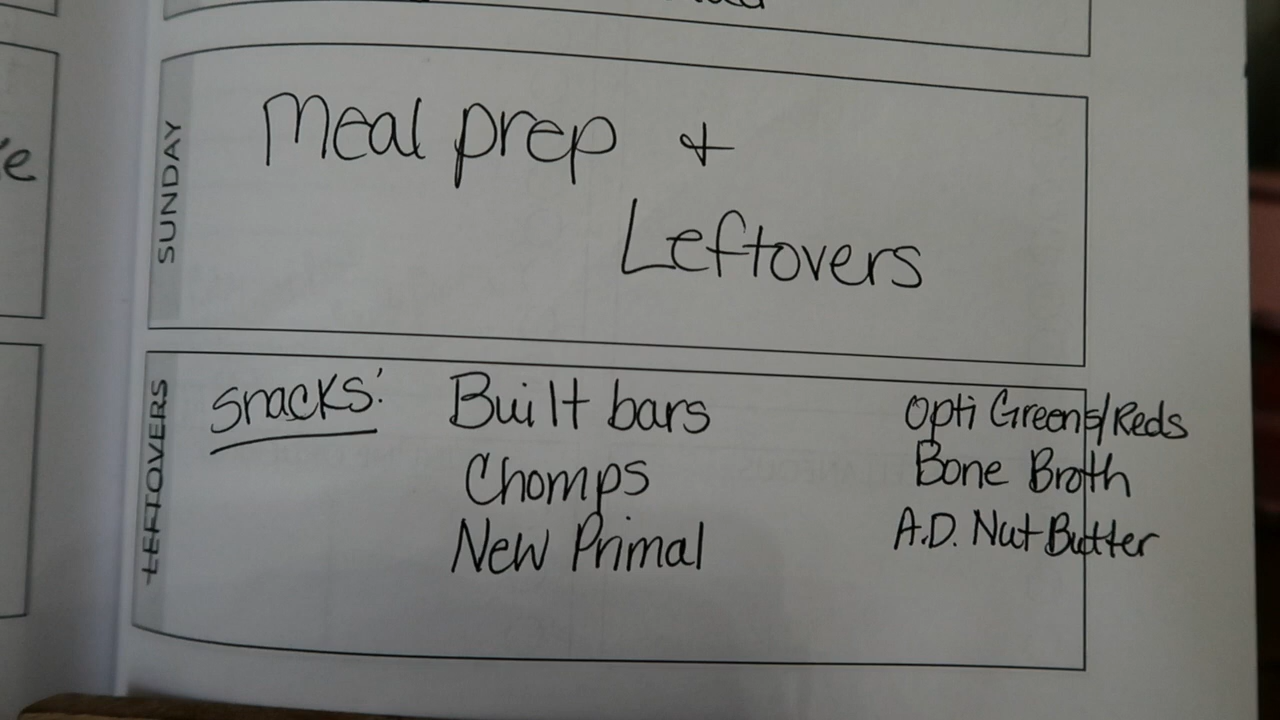 SUNDAY
Meal prep +
Leftovers
LEFTOVERS
Snacks:
Built bars
Chomps
New Primal
Opti Greens/Reds
Bone Broth
A.D. Nut Butter